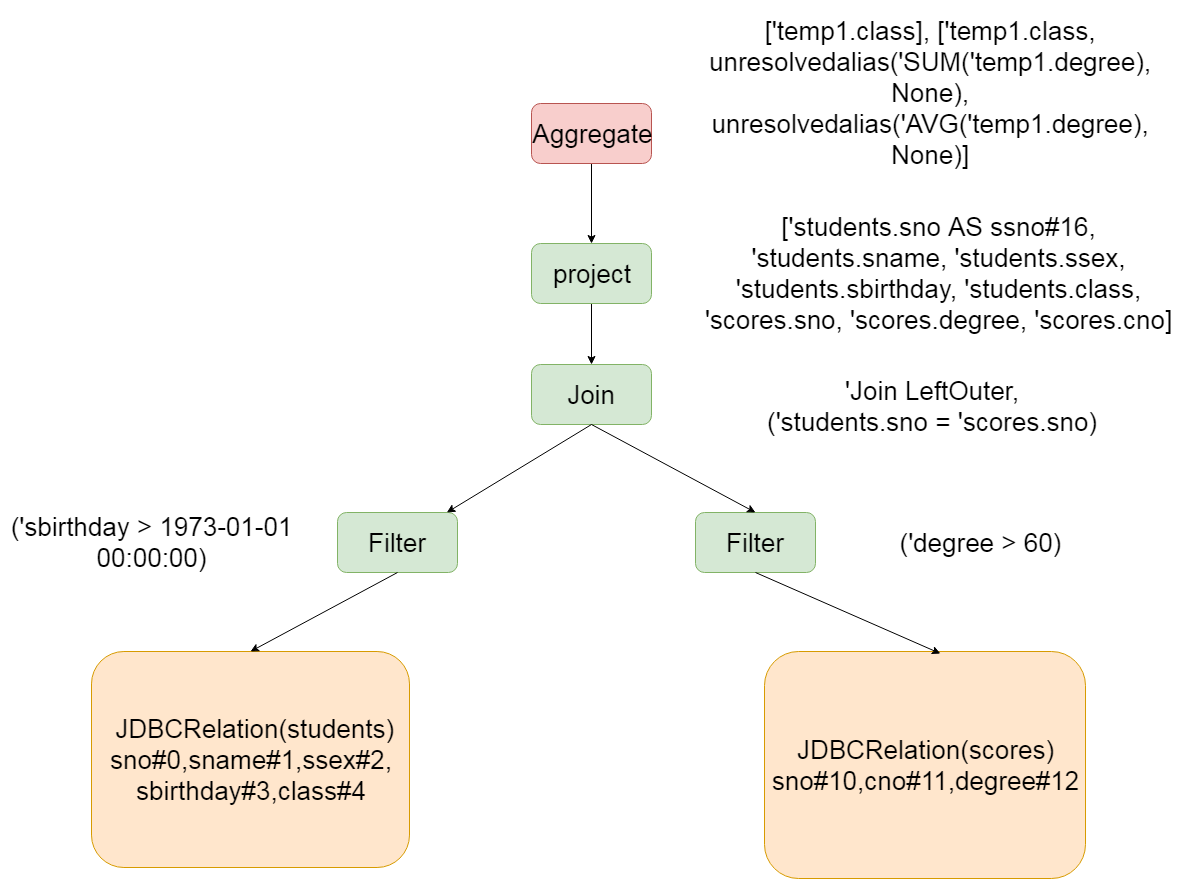 ['temp1.class], ['temp1.class,
unresolvedalias('SUM('temp1.degree),
None),
unresolvedalias('AVG('temp1.degree),
None)]
Aggregate
['students.sno AS ssno#16,
'students.sname, 'students.ssex,
'students.sbirthday, 'students.class,
'scores.sno, 'scores.degree, 'scores.cno]
project
'Join LeftOuter,
('students.sno = 'scores.sno)
Join
('sbirthday > 1973-01-01
00:00:00)
Filter
Filter
('degree > 60)
JDBCRelation(students)
sno#0,sname#1,ssex#2,
sbirthday#3,class#4
JDBCRelation(scores)
sno#10,cno#11,degree#12